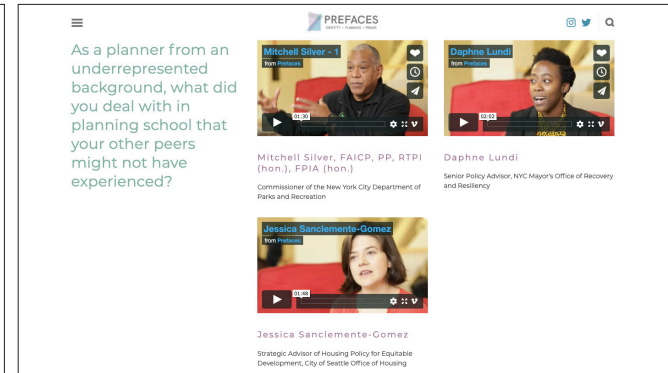 PREFACES
IDENTITY – PLANNING – PRAXIS
As a planner from an
underrepresented
background, what did
you deal with in
planning school that
your other peers
might not have
experienced?
Mitchell Silver - 1
from Prefaces
01:30
Mitchell Silver, FAICP, PP, RTPI
(hon.), FPIA (hon.)
Commissioner of the New York City Department of
Parks and Recreation
Daphne Lundi
from Prefaces
02:02
Daphne Lundi
Senior Policy Advisor, NYC Mayor's Office of Recovery
and Resiliency
Jessica Sanclemente-Gomez
from Prefaces
01:48
Jessica Sanclemente-Gomez
Strategic Advisor of Housing Policy for Equitable
Development, City of Seattle Office of Housing